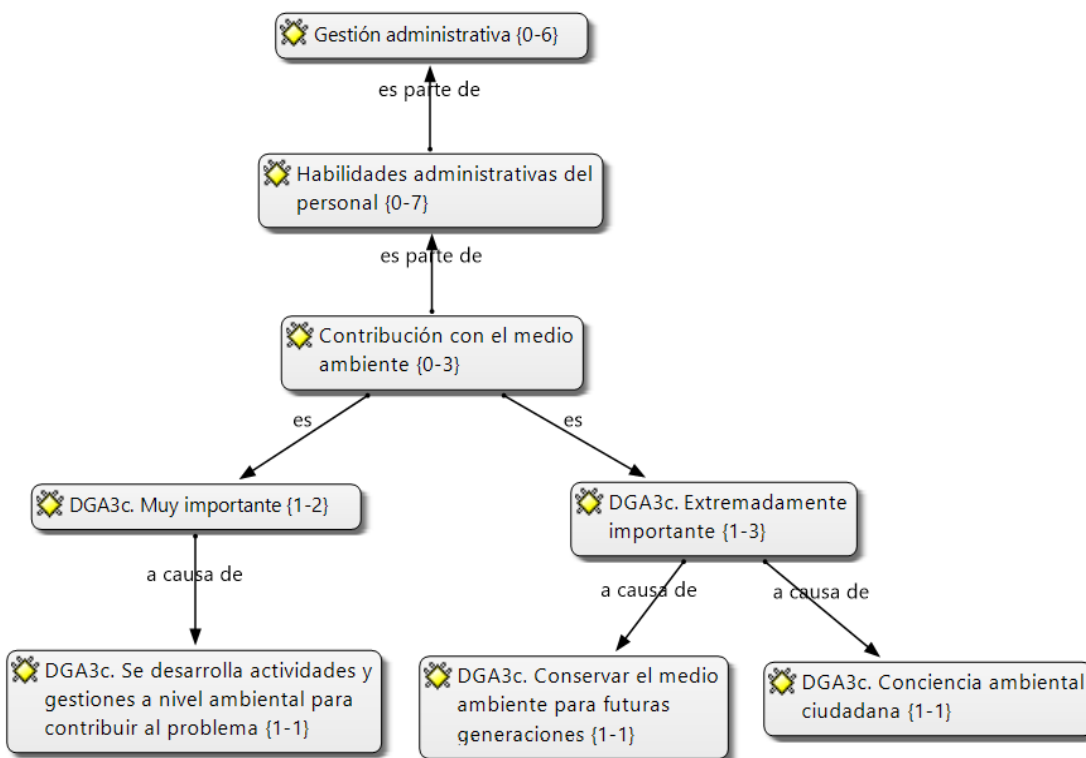 Gestión administrativa {0-6}
es parte de
Habilidades administrativas del
personal {0-7}
es parte de
Contribución con el medio
ambiente {0-3}
es
es
DGA3c. Muy importante {1-2}
DGA3c. Extremadamente
importante {1-3}
a causa de
a causa de
a causa de
DGA3c. Se desarrolla actividades y
gestiones a nivel ambiental para
contribuir al problema {1-1}
DGA3c. Conservar el medio
ambiente para futuras
generaciones {1-1}
DGA3c. Conciencia ambiental
ciudadana {1-1}